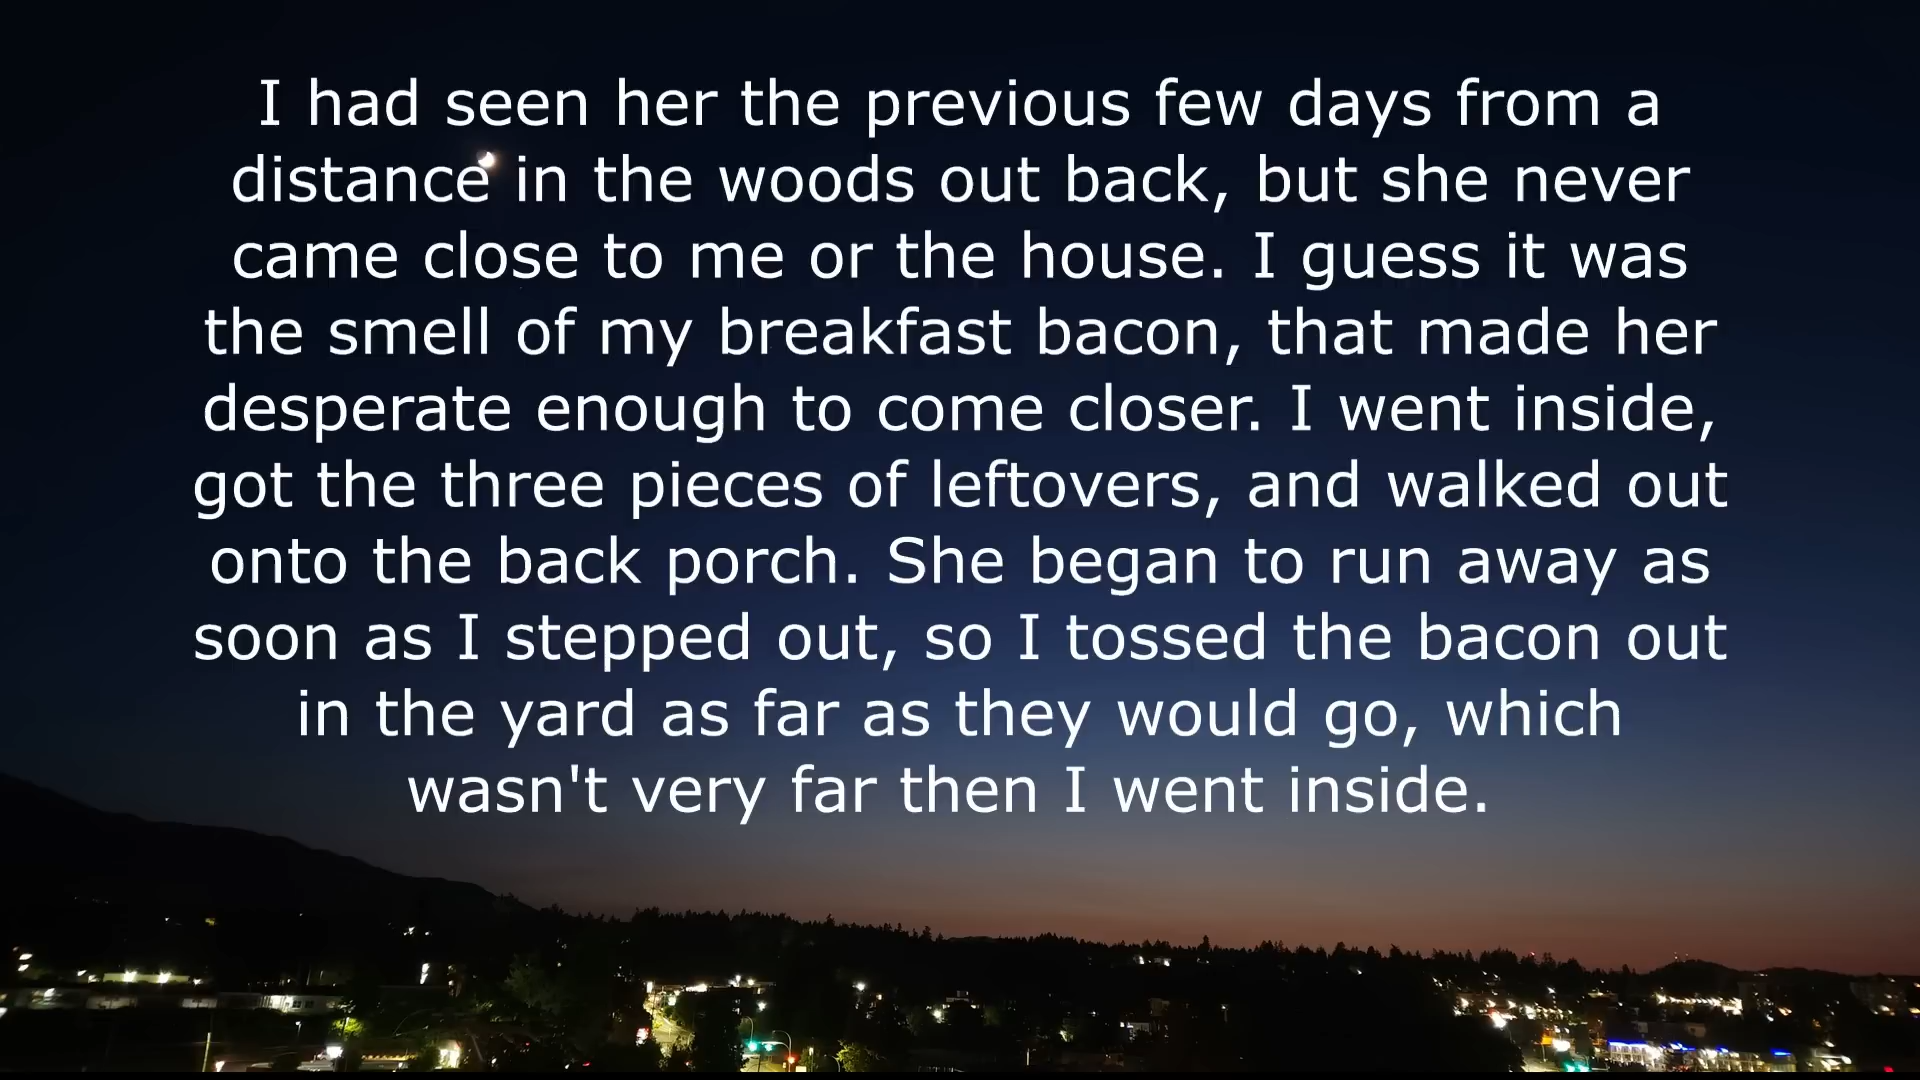 I had seen her the previous few days from a
distance in the woods out back, but she never
came close to me or the house. I guess it was
the smell of my breakfast bacon, that made her
desperate enough to come closer. I went inside,
got the three pieces of leftovers, and walked out
onto the back porch. She began to run away as
soon as I stepped out, so I tossed the bacon out
in the yard as far as they would go, which
wasn't very far then I went inside.